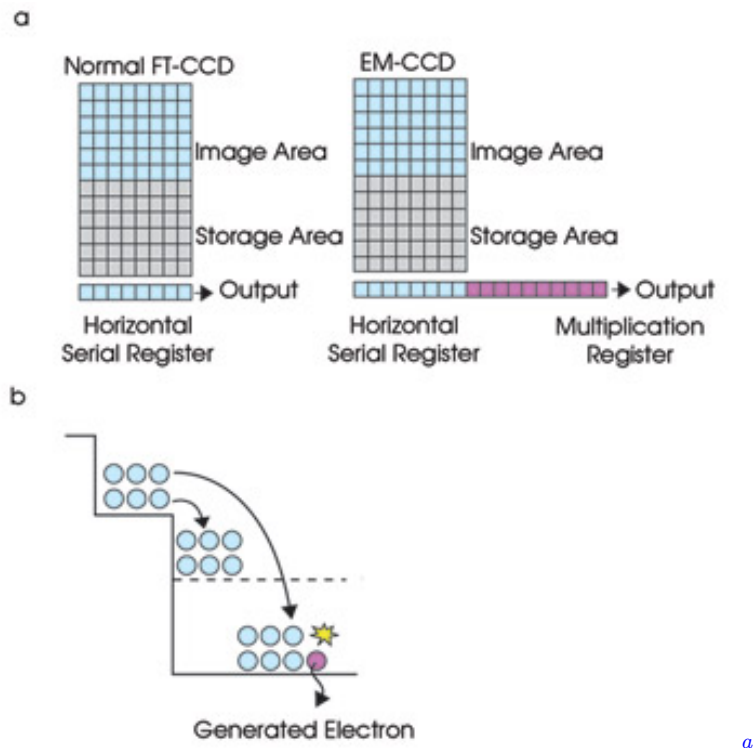 a
Normal FT-CCD
EM-CCD
Image Area
Image Area
Storage Area
Storage Area
Output
Output
Horizontal
Serial Register
Horizontal
Serial Register
Multiplication
Register
b
Generated Electron
a